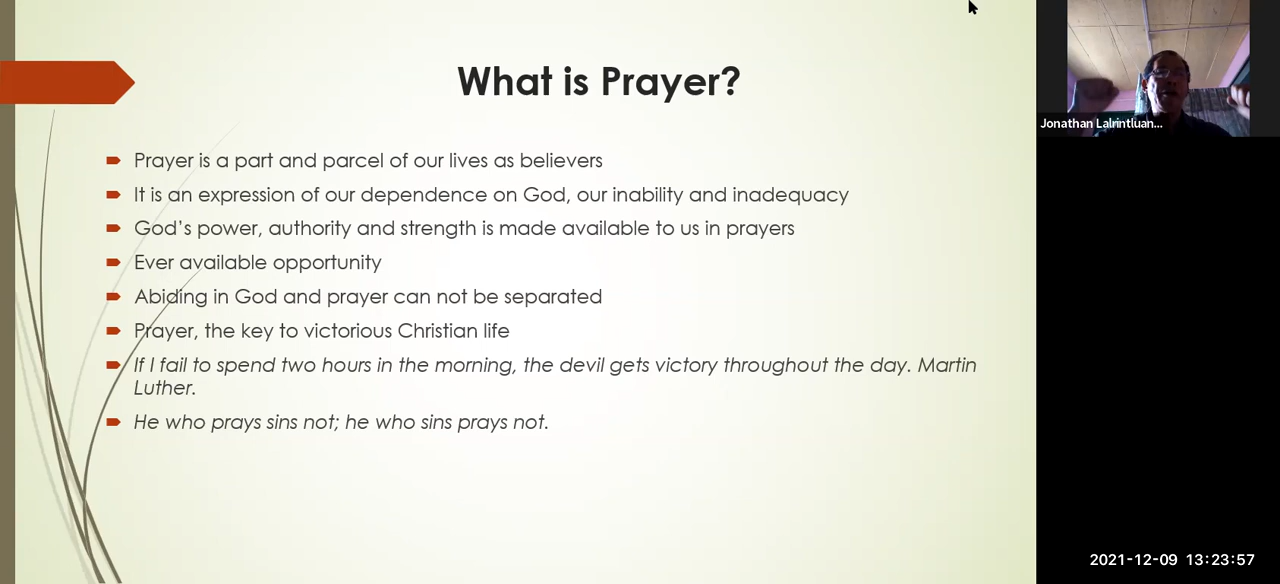 What is Prayer?
Prayer is a part and parcel of our lives as believers
It is an expression of our dependence on God, our inability and inadequacy
God's power, authority and strength is made available to us in prayers
Ever available opportunity
Abiding in God and prayer can not be separated
Prayer, the key to victorious Christian life
If I fail to spend two hours in the morning, the devil gets victory throughout the day. Martin
Luther.
He who prays sins not; he who sins prays not.
Jonathan Lalrintluan...
2021-12-09 13:23:57